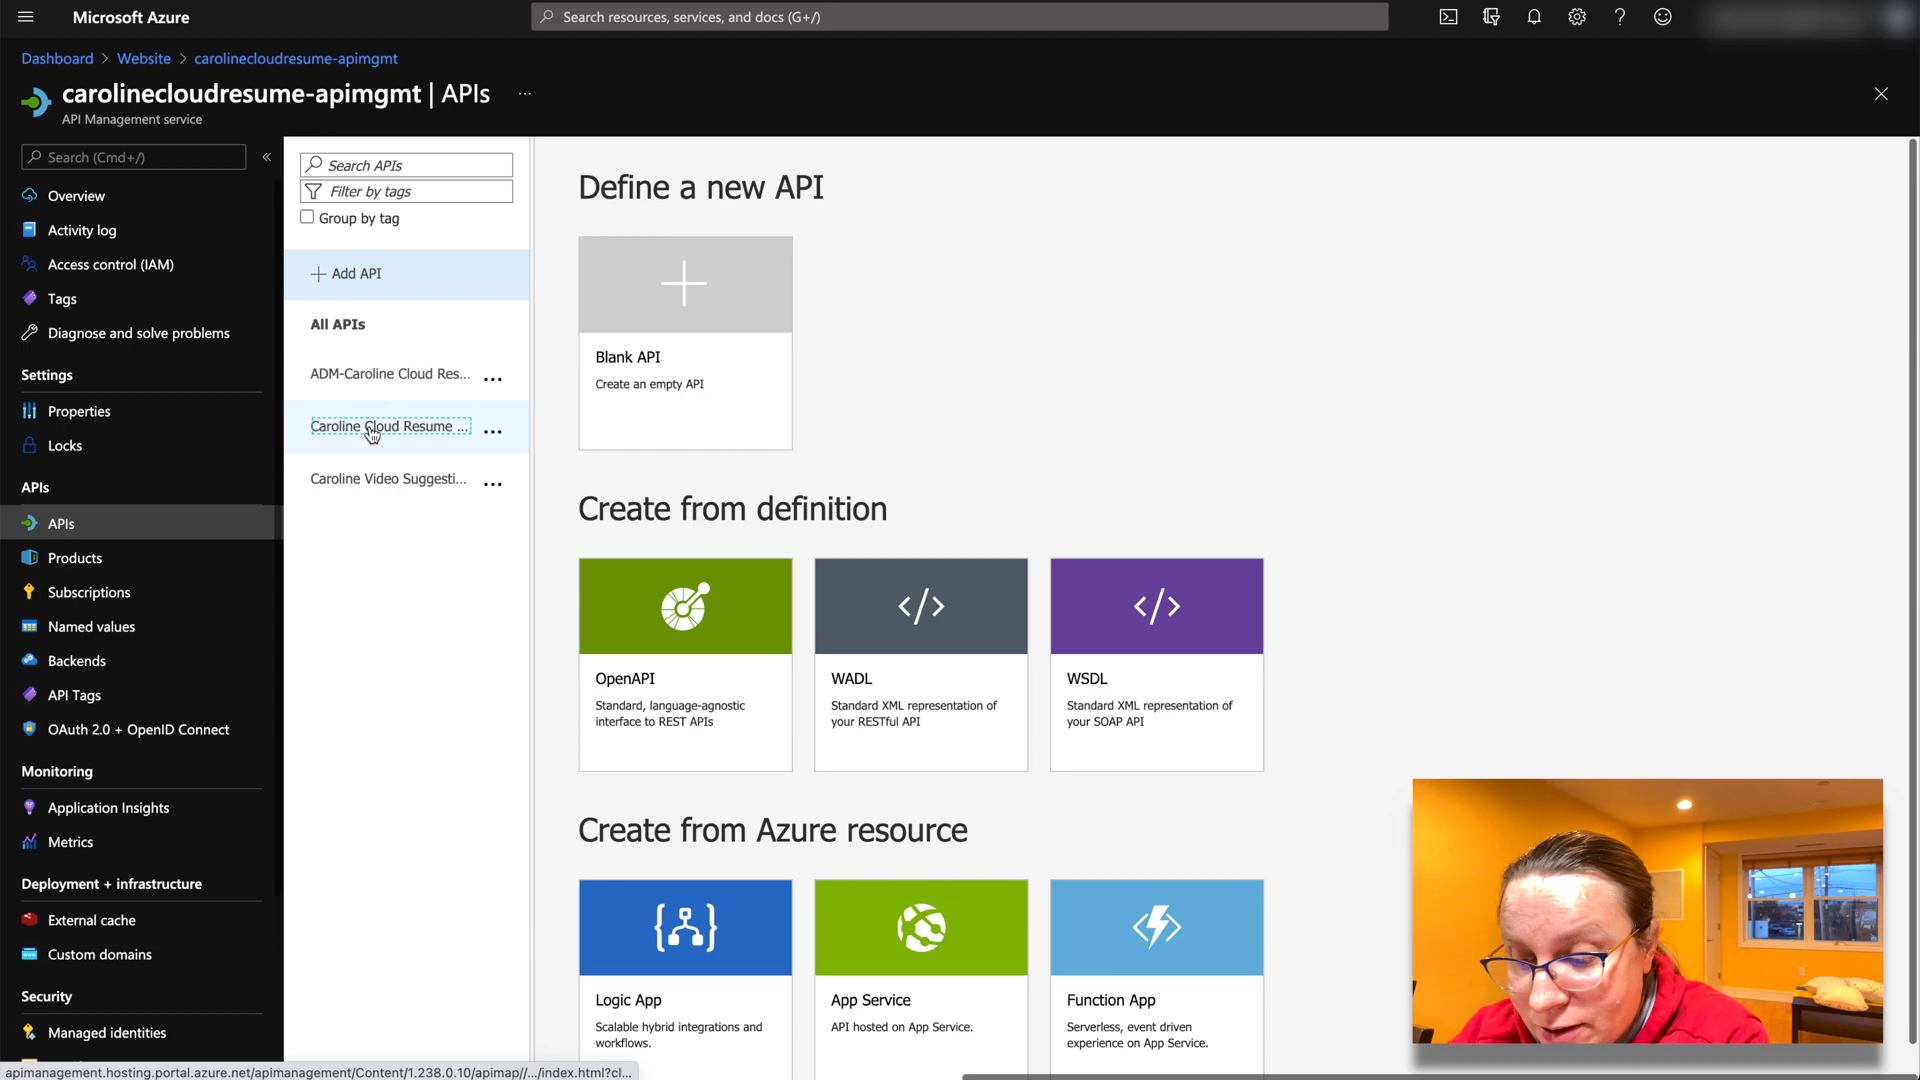 Microsoft Azure
Search resources, services, and docs (G+/)
Dashboard > Website > carolinecloudresume-apimgmt
carolinecloudresume-apimgmt | APIs ...
API Management service
Search (Cmd+/)
«
Overview
Activity log
Access control (IAM)
Tags
Diagnose and solve problems
Settings
Properties
Locks
APIs
APIs
Products
Subscriptions
Named values
Backends
API Tags
OAuth 2.0 + OpenID Connect
Monitoring
Application Insights
Metrics
Deployment + infrastructure
External cache
Custom domains
Security
Managed identities
Search APIs
Filter by tags
Group by tag
+ Add API
All APIs
ADM-Caroline Cloud Res... ...
Caroline Cloud Resume ... ...
Caroline Video Suggesti... ...
Define a new API
Blank API
Create an empty API
Create from definition
OpenAPI
Standard, language-agnostic
interface to REST APIs
WADL
Standard XML representation of
your RESTful API
WSDL
Standard XML representation of
your SOAP API
Create from Azure resource
Logic App
Scalable hybrid integrations and
workflows.
App Service
API hosted on App Service.
Function App
Serverless, event driven
experience on App Service.
apimanagement.hosting.portal.azure.net/apimanagement/Content/1.238.0.10/apimap//.../index.html?cl...